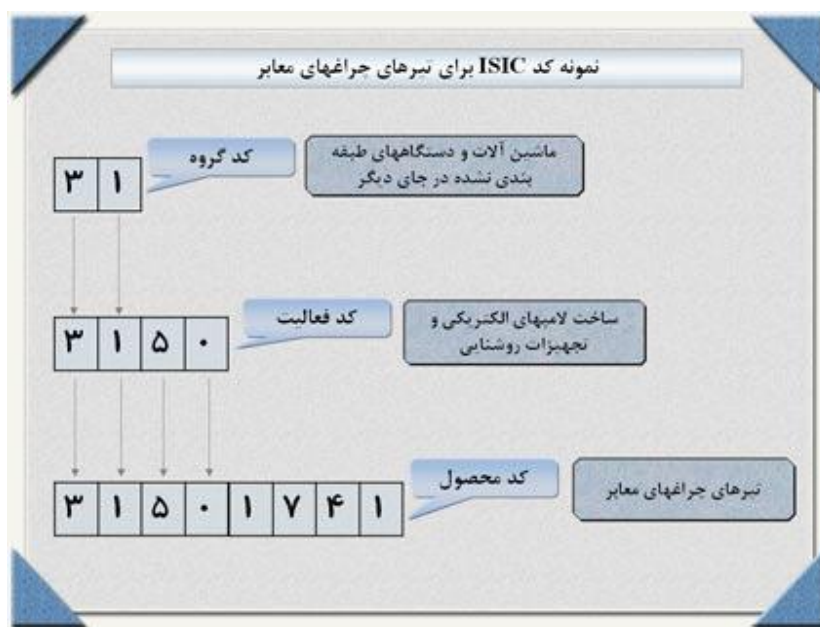 نمونه کد ISIC برای تیرهای چراغهای معابر
ماشین آلات و دستگاههای طبقه
بندی نشده در جای دیگر
کد گروه
۳ ۱
ساخت لامپهای الکتریکی و
تجهیزات روشنایی
کد فعالیت
۳ ۱ ۵ ۰
تیرهای چراغهای معابر
کد محصول
۳ ۱ ۵ ۰ ۱ ۷ ۴ ۱